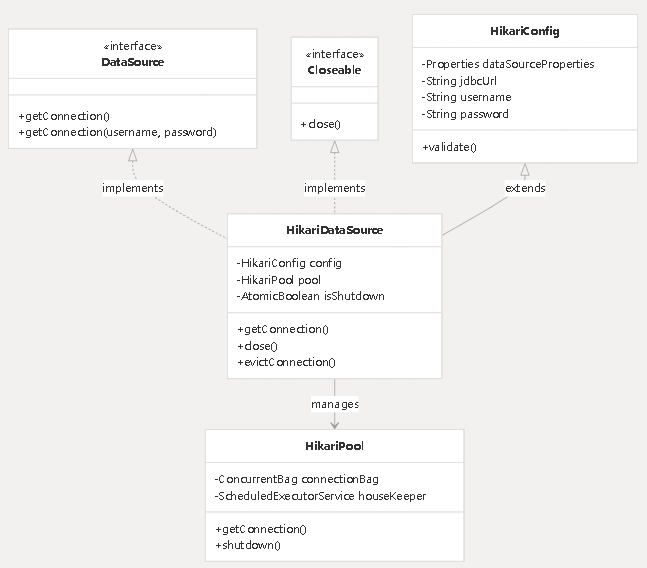 «interface»
DataSource
+getConnection()
+getConnection(username, password)
«interface»
Closeable
+close()
HikariConfig
-Properties dataSourceProperties
-String jdbcUrl
-String username
-String password
+validate()
implements
implements
extends
HikariDataSource
-HikariConfig config
-HikariPool pool
-AtomicBoolean isShutdown
+getConnection()
+close()
+evictConnection()
manages
HikariPool
-ConcurrentBag connectionBag
-ScheduledExecutorService houseKeeper
+getConnection()
+shutdown()